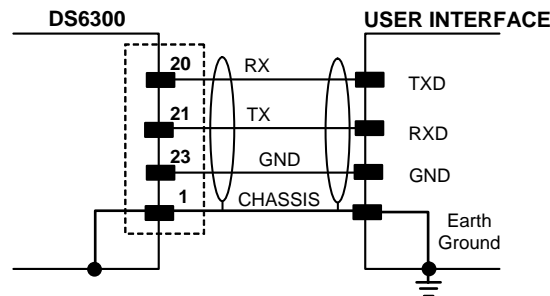 DS6300
USER INTERFACE
20
RX
TXD
21
TX
RXD
23
GND
GND
1
CHASSIS
Earth
Ground